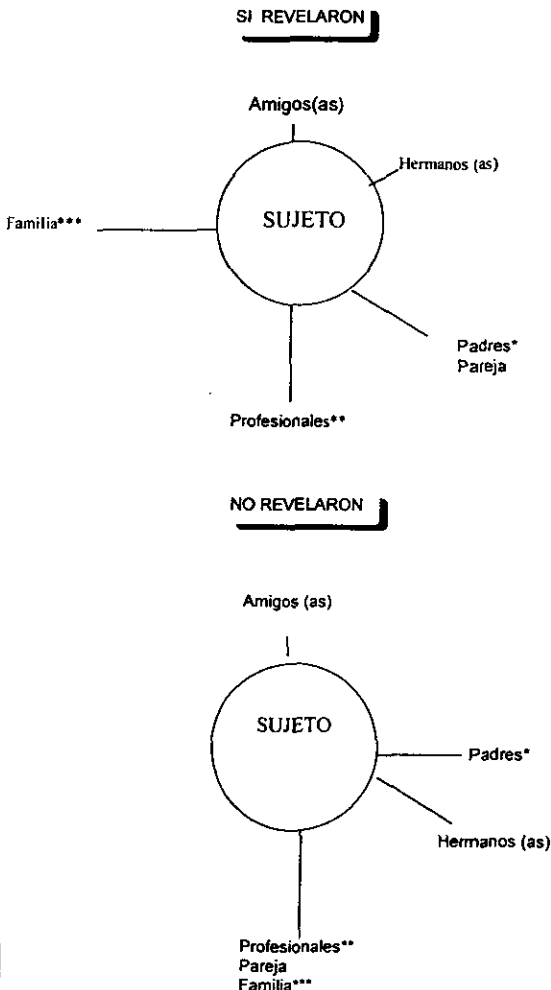 SI REVELARON
Amigos(as)
Hermanos (as)
Familia***
SUJETO
Padres*
Pareja
Profesionales**
NO REVELARON
Amigos (as)
SUJETO
Padres*
Hermanos (as)
Profesionales**
Pareja
Familia***